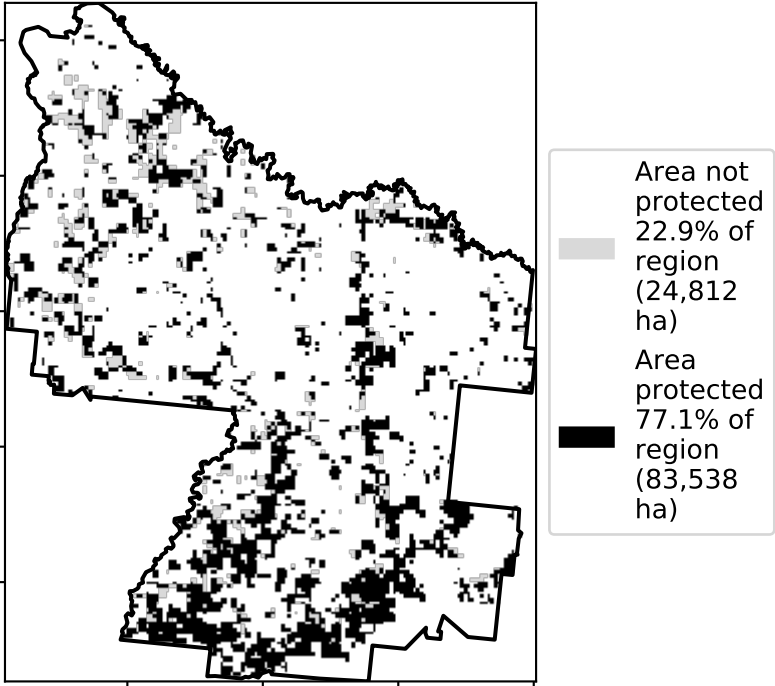 Area not
protected
22.9% of
region
(24,812
ha)
Area
protected
77.1% of
region
(83,538
ha)